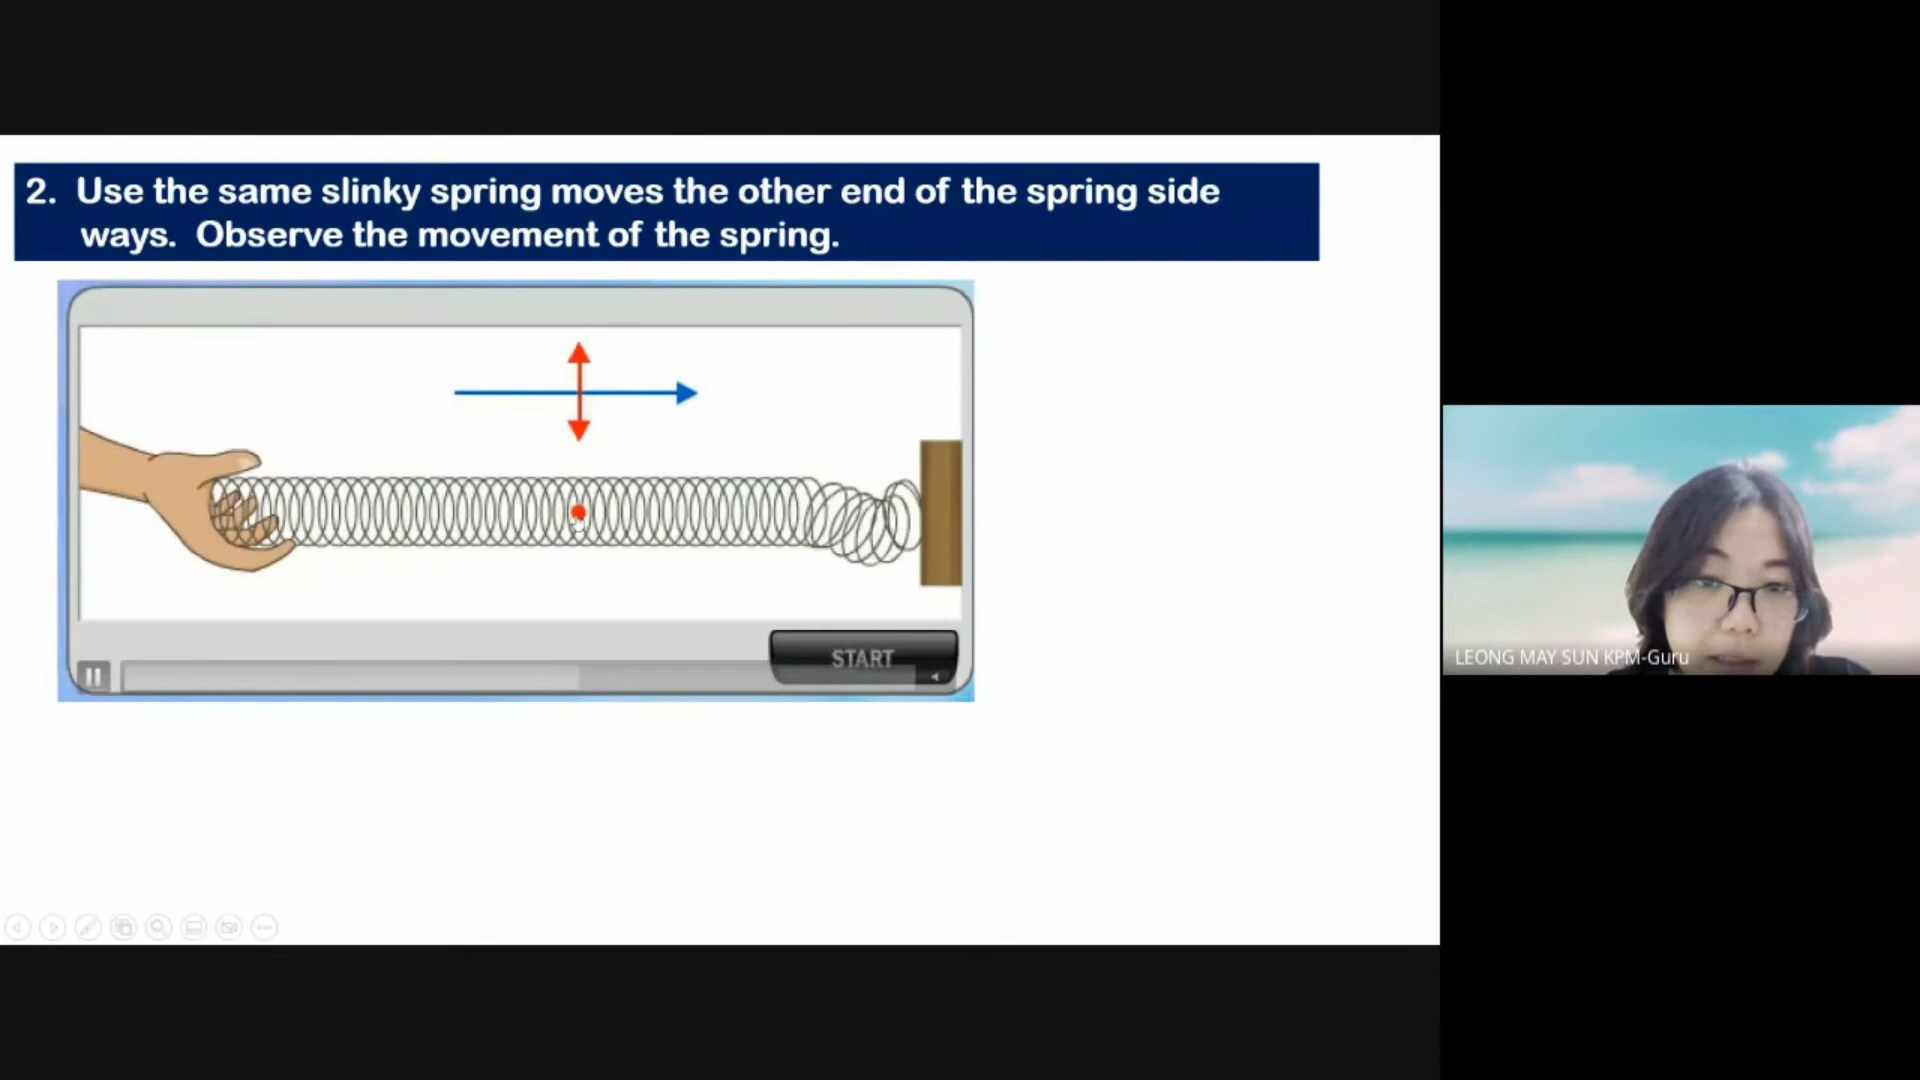 2. Use the same slinky spring moves the other end of the spring side
ways. Observe the movement of the spring.
START
LEONG MAY SUN KPM-Guru